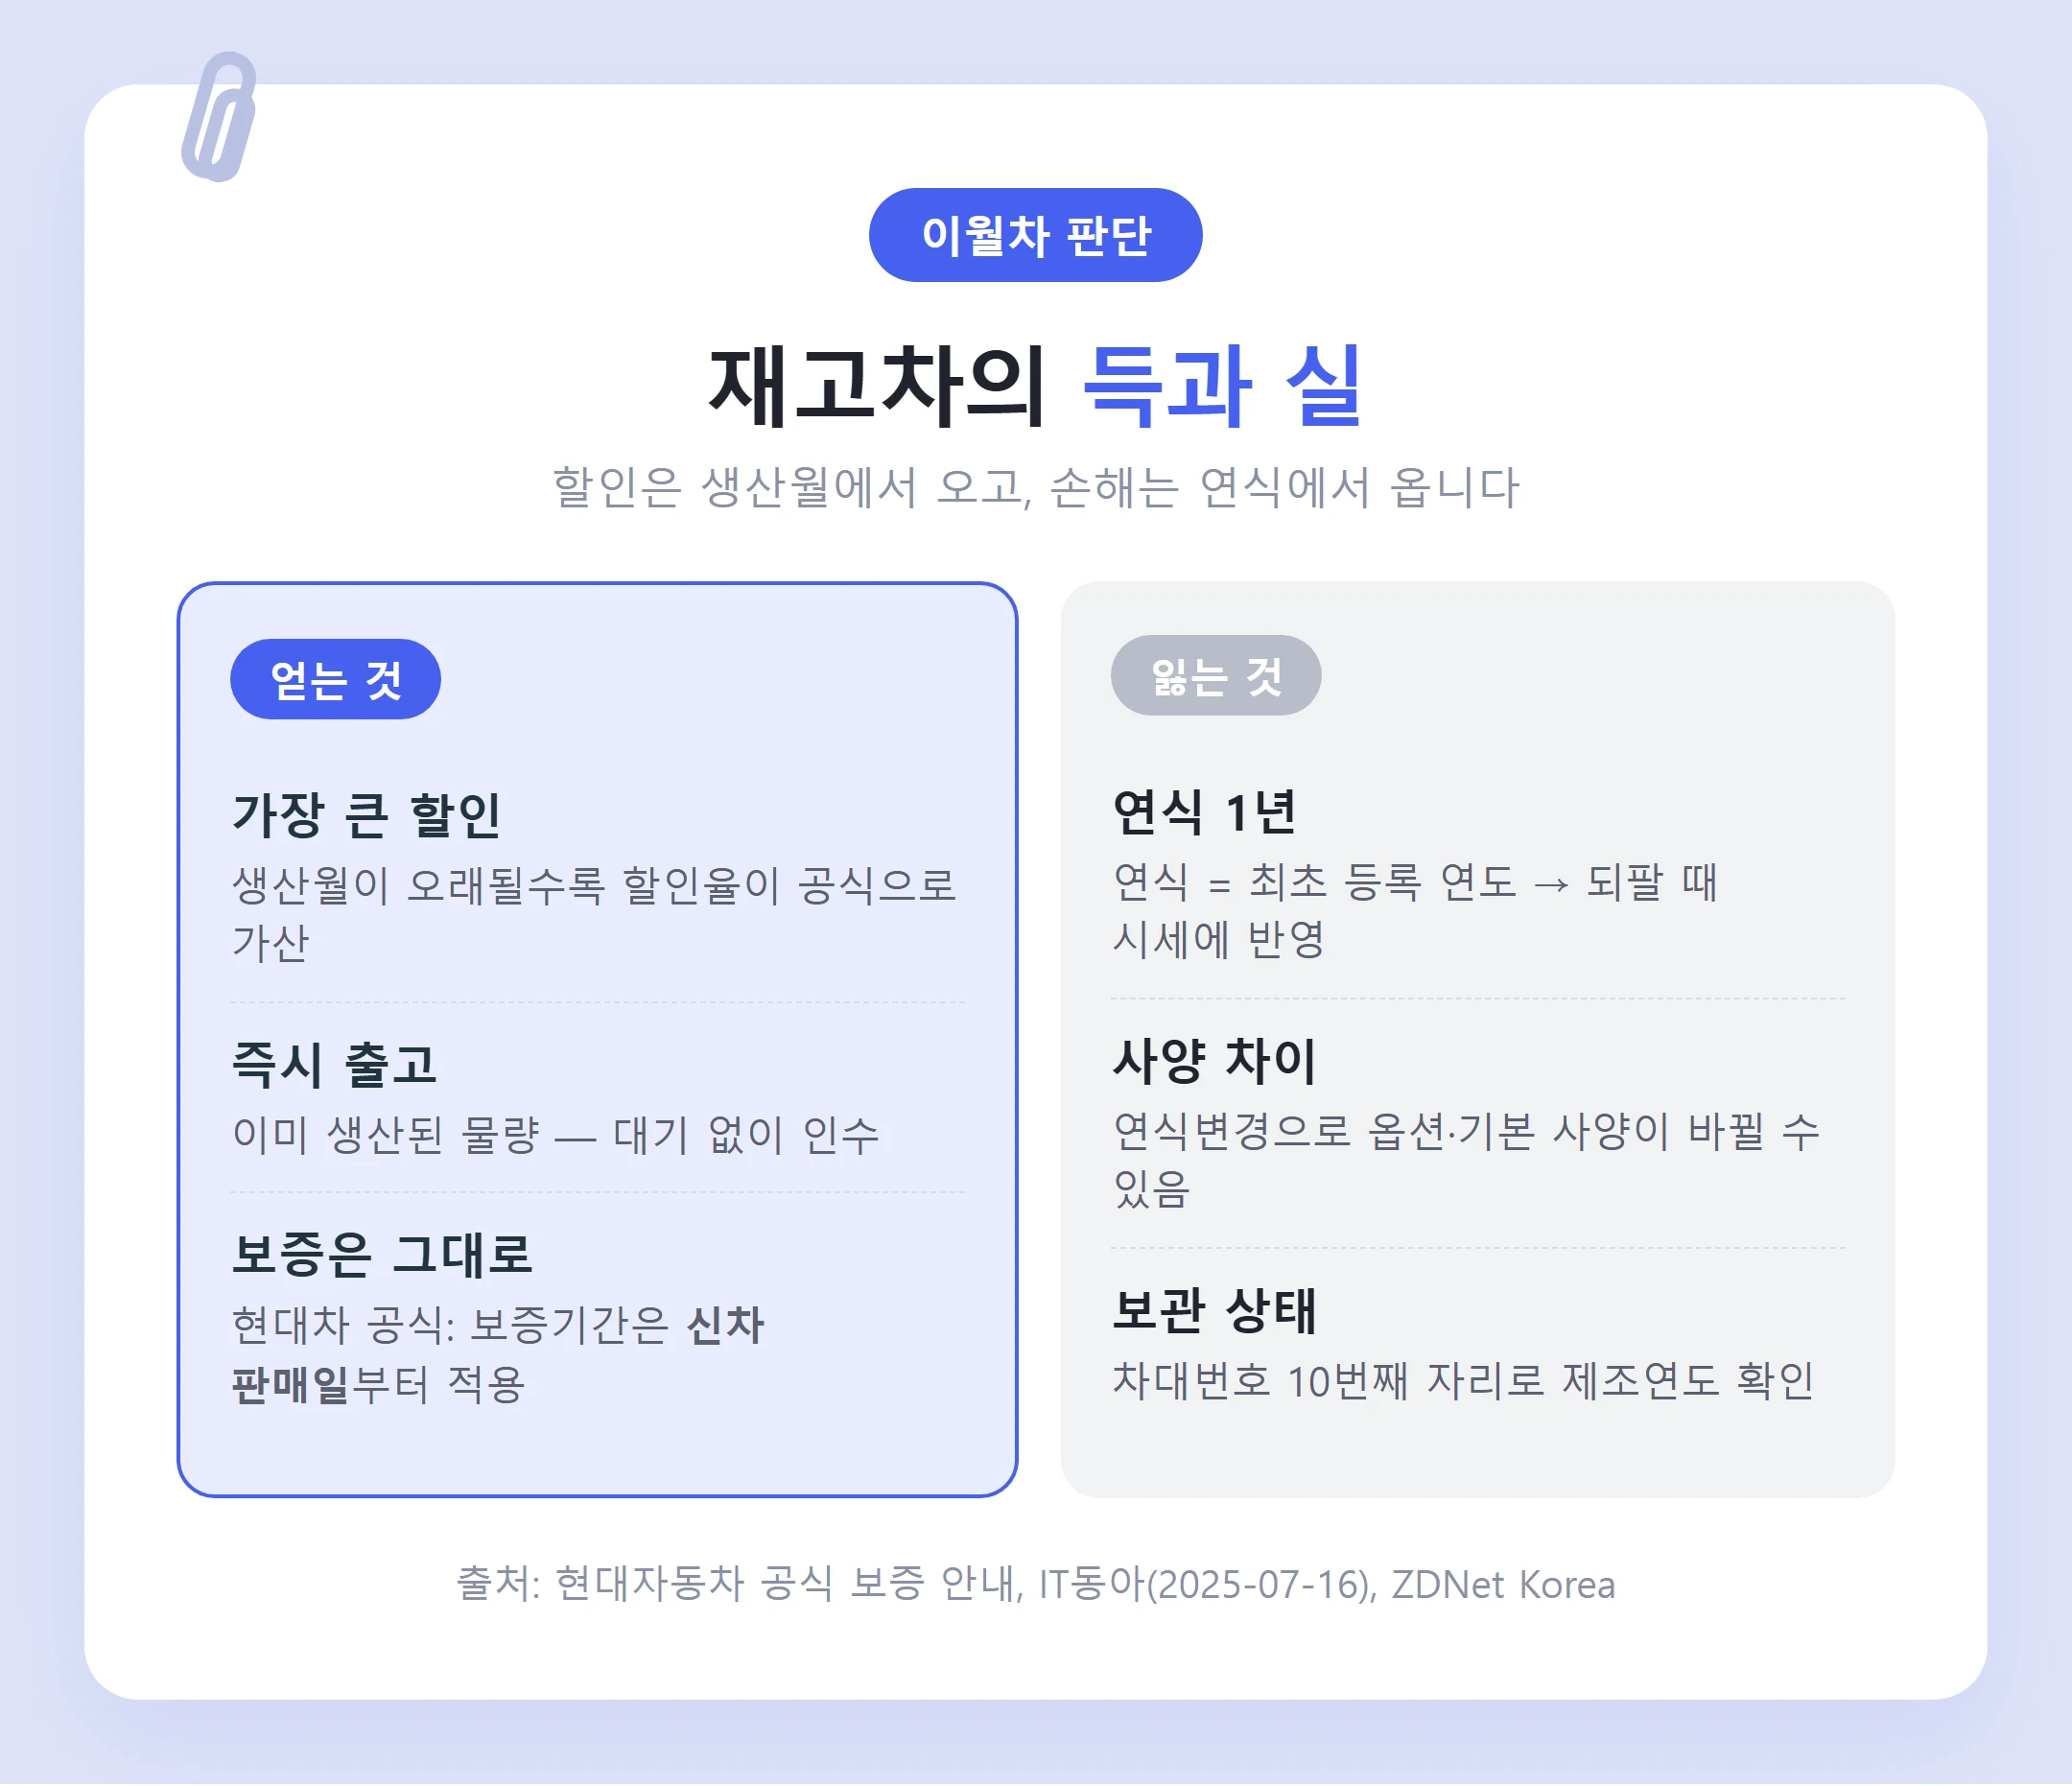 이월차 판단
재고차의 득과 실
할인은 생산월에서 오고, 손해는 연식에서 옵니다
얻는 것
가장 큰 할인
생산월이 오래될수록 할인율이 공식으로
가산
즉시 출고
이미 생산된 물량 — 대기 없이 인수
보증은 그대로
현대차 공식: 보증기간은 신차
판매일부터 적용
잃는 것
연식 1년
연식 = 최초 등록 연도 → 되팔 때
시세에 반영
사양 차이
연식변경으로 옵션·기본 사양이 바뀔 수
있음
보관 상태
차대번호 10번째 자리로 제조연도 확인
출처: 현대자동차 공식 보증 안내, IT동아(2025-07-16), ZDNet Korea